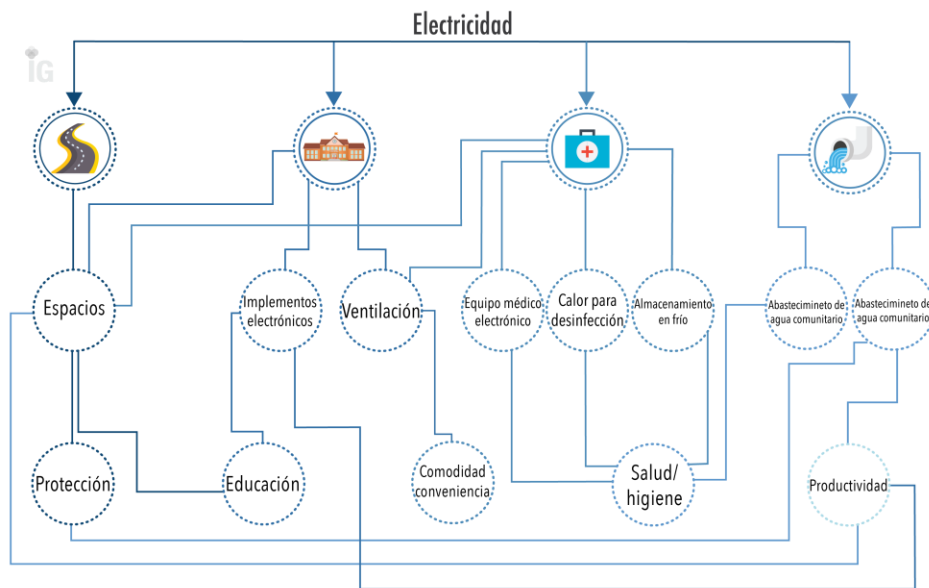 Electricidad
iG
Espacios
Implementos
electrónicos
Ventilación
Equipo médico
electrónico
Calor para
desinfección
Almacenamiento
en frío
Abastecimineto de
agua comunitario
Abastecimineto de
agua comunitario
Protección
Educación
Comodidad
conveniencia
Salud/
higiene
Productividad